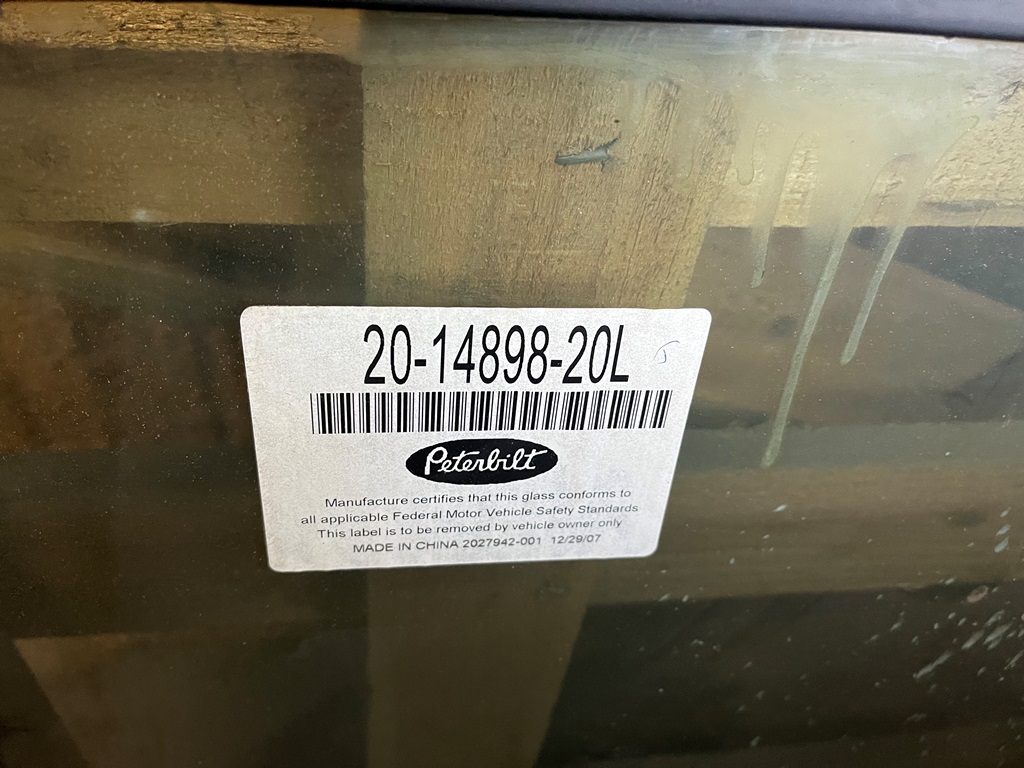 20-14898-20L
Peterbilt
Manufacture certifies that this glass conforms to
all applicable Federal Motor Vehicle Safety Standards
This label is to be removed by vehicle owner only
MADE IN CHINA 2027942-001 12/29/07